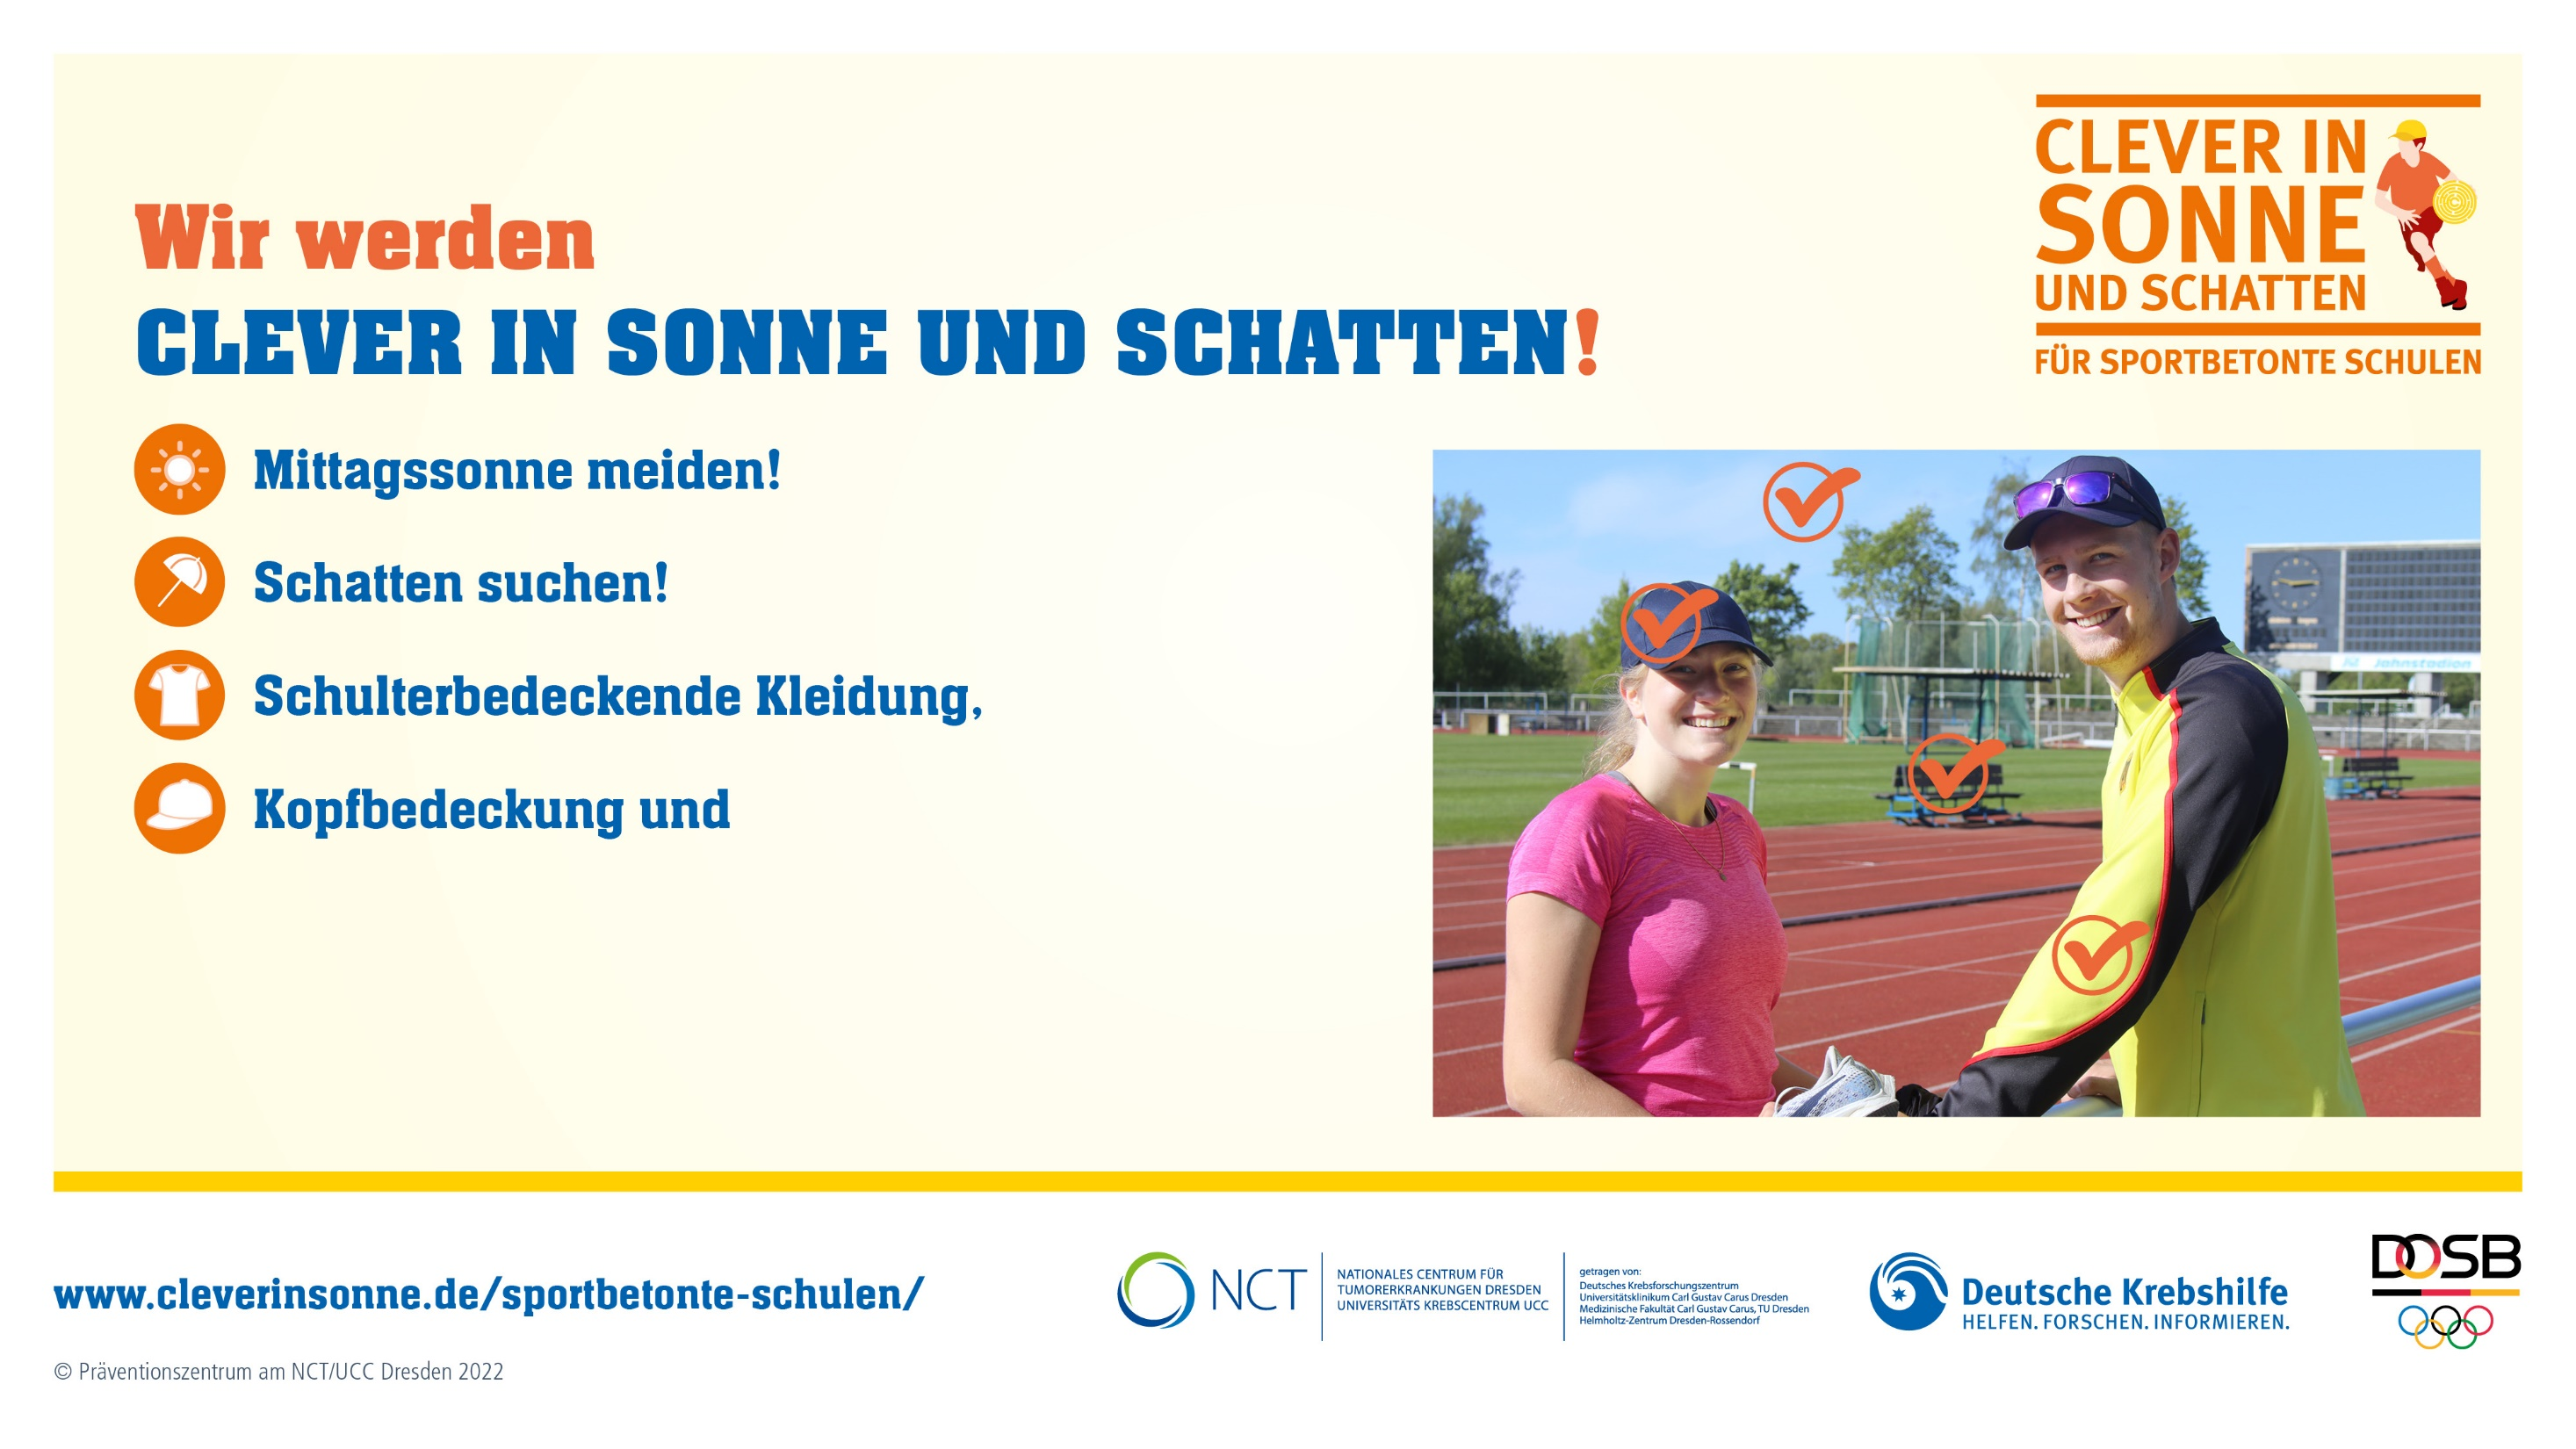 CLEVER IN
SONNE
UND SCHATTEN
FÜR SPORTBETONTE SCHULEN
Wir werden
CLEVER IN SONNE UND SCHATTEN!
Mittagssonne meiden!
Schatten suchen!
Schulterbedeckende Kleidung,
Kopfbedeckung und
Jahnstadion
www.cleverinsonne.de/sportbetonte-schulen/
NCT
NATIONALES CENTRUM FÜR
TUMORERKRANKUNGEN DRESDEN
UNIVERSITÄTS KREBSCENTRUM UCC
getragen von:
Deutsches Krebsforschungszentrum
Universitätsklinikum Carl Gustav Carus Dresden
Medizinische Fakultät Carl Gustav Carus, TU Dresden
Helmholtz-Zentrum Dresden-Rossendorf
Deutsche Krebshilfe
HELFEN. FORSCHEN. INFORMIEREN.
DOSB
© Präventionszentrum am NCT/UCC Dresden 2022